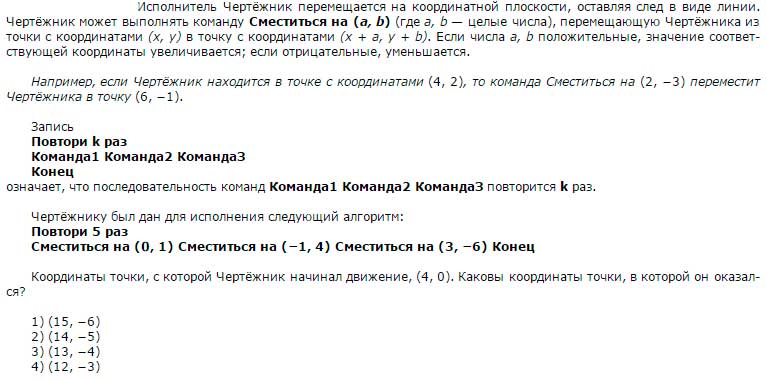 Исполнитель Чертёжник перемещается на координатной плоскости, оставляя след в виде линии.
Чертёжник может выполнять команду Сместиться на (a, b) (где a, b — целые числа), перемещающую Чертёжника из
точки с координатами (x, y) в точку с координатами (x + a, y + b). Если числа a, b положительные, значение соответ-
ствующей координаты увеличивается; если отрицательные, уменьшается.
Например, если Чертёжник находится в точке с координатами (4, 2), то команда Сместиться на (2, −3) переместит
Чертёжника в точку (6, −1).
Запись
Повтори k раз
Команда1 Команда2 Команда3
Конец
означает, что последовательность команд Команда1 Команда2 Команда3 повторится k раз.
Чертёжнику был дан для исполнения следующий алгоритм:
Повтори 5 раз
Сместиться на (0, 1) Сместиться на (−1, 4) Сместиться на (3, −6) Конец
Координаты точки, с которой Чертёжник начинал движение, (4, 0). Каковы координаты точки, в которой он оказал-
ся?
1) (15, −6)
2) (14, −5)
3) (13, −4)
4) (12, −3)